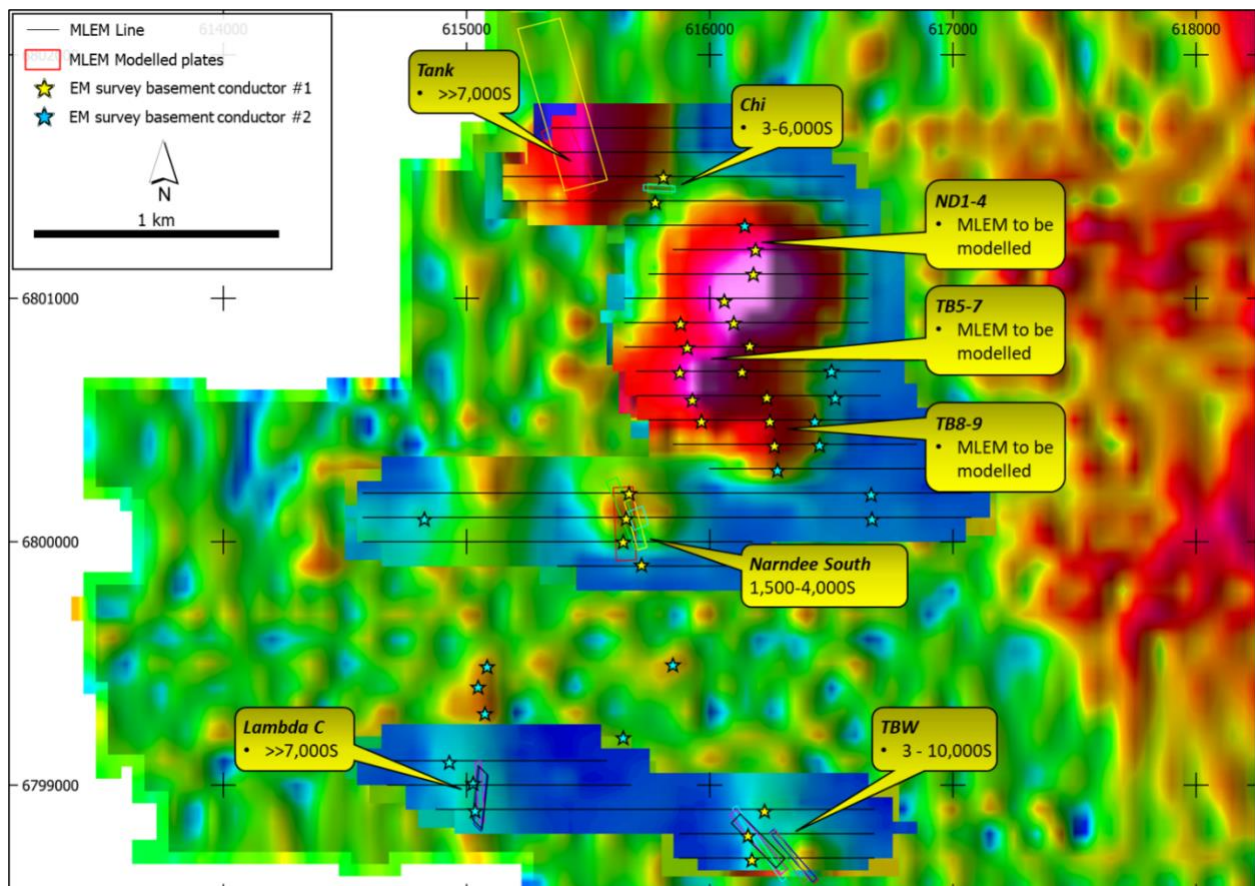 614000
615000
616000
617000
618000
MLEM Line
MLEM Modelled plates
EM survey basement conductor #1
EM survey basement conductor #2
N
1 km
Tank
• >>7,000S
Chi
• 3-6,000S
ND1-4
• MLEM to be
modelled
6801000
TB5-7
• MLEM to be
modelled
TB8-9
• MLEM to be
modelled
6800000
Narndee South
1,500-4,000S
Lambda C
• >>7,000S
TBW
• 3 - 10,000S
6799000